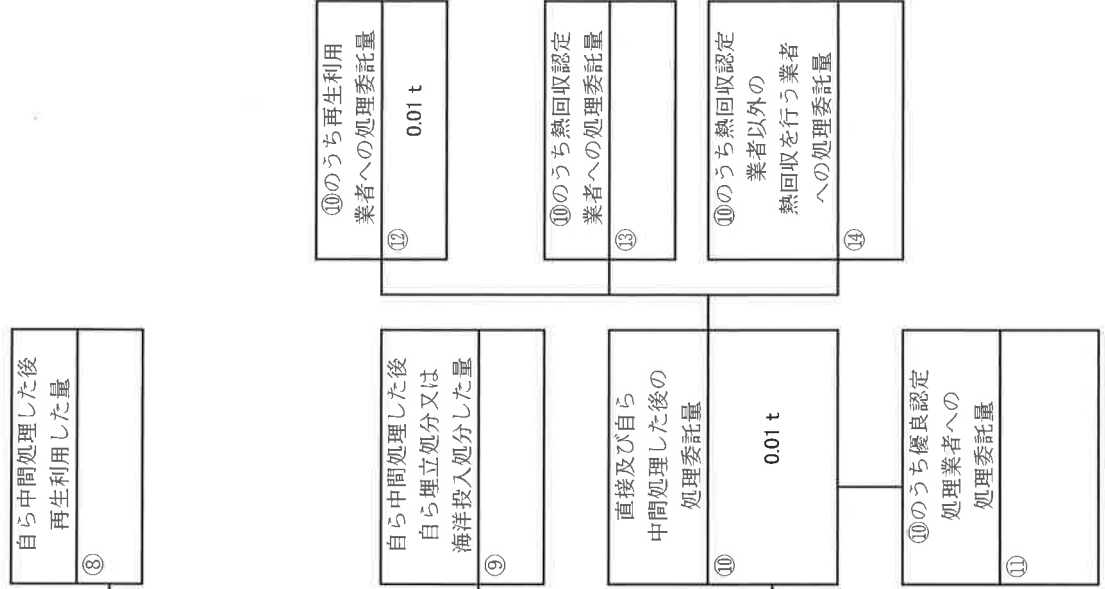 自ら中間処理した後
再生利用した量
⑧
自ら中間処理した後
自ら埋立処分又は
海洋投入処分した量
⑨
直接及び自ら
中間処理した後の
処理委託量
⑩
0.01 t
⑩のうち優良認定
処理業者への
処理委託量
⑪
⑩のうち再生利用
業者への処理委託量
⑫
0.01 t
⑩のうち熱回収認定
業者への処理委託量
⑬
⑩のうち熱回収認定
業者以外の
熱回収を行う業者
への処理委託量
⑭